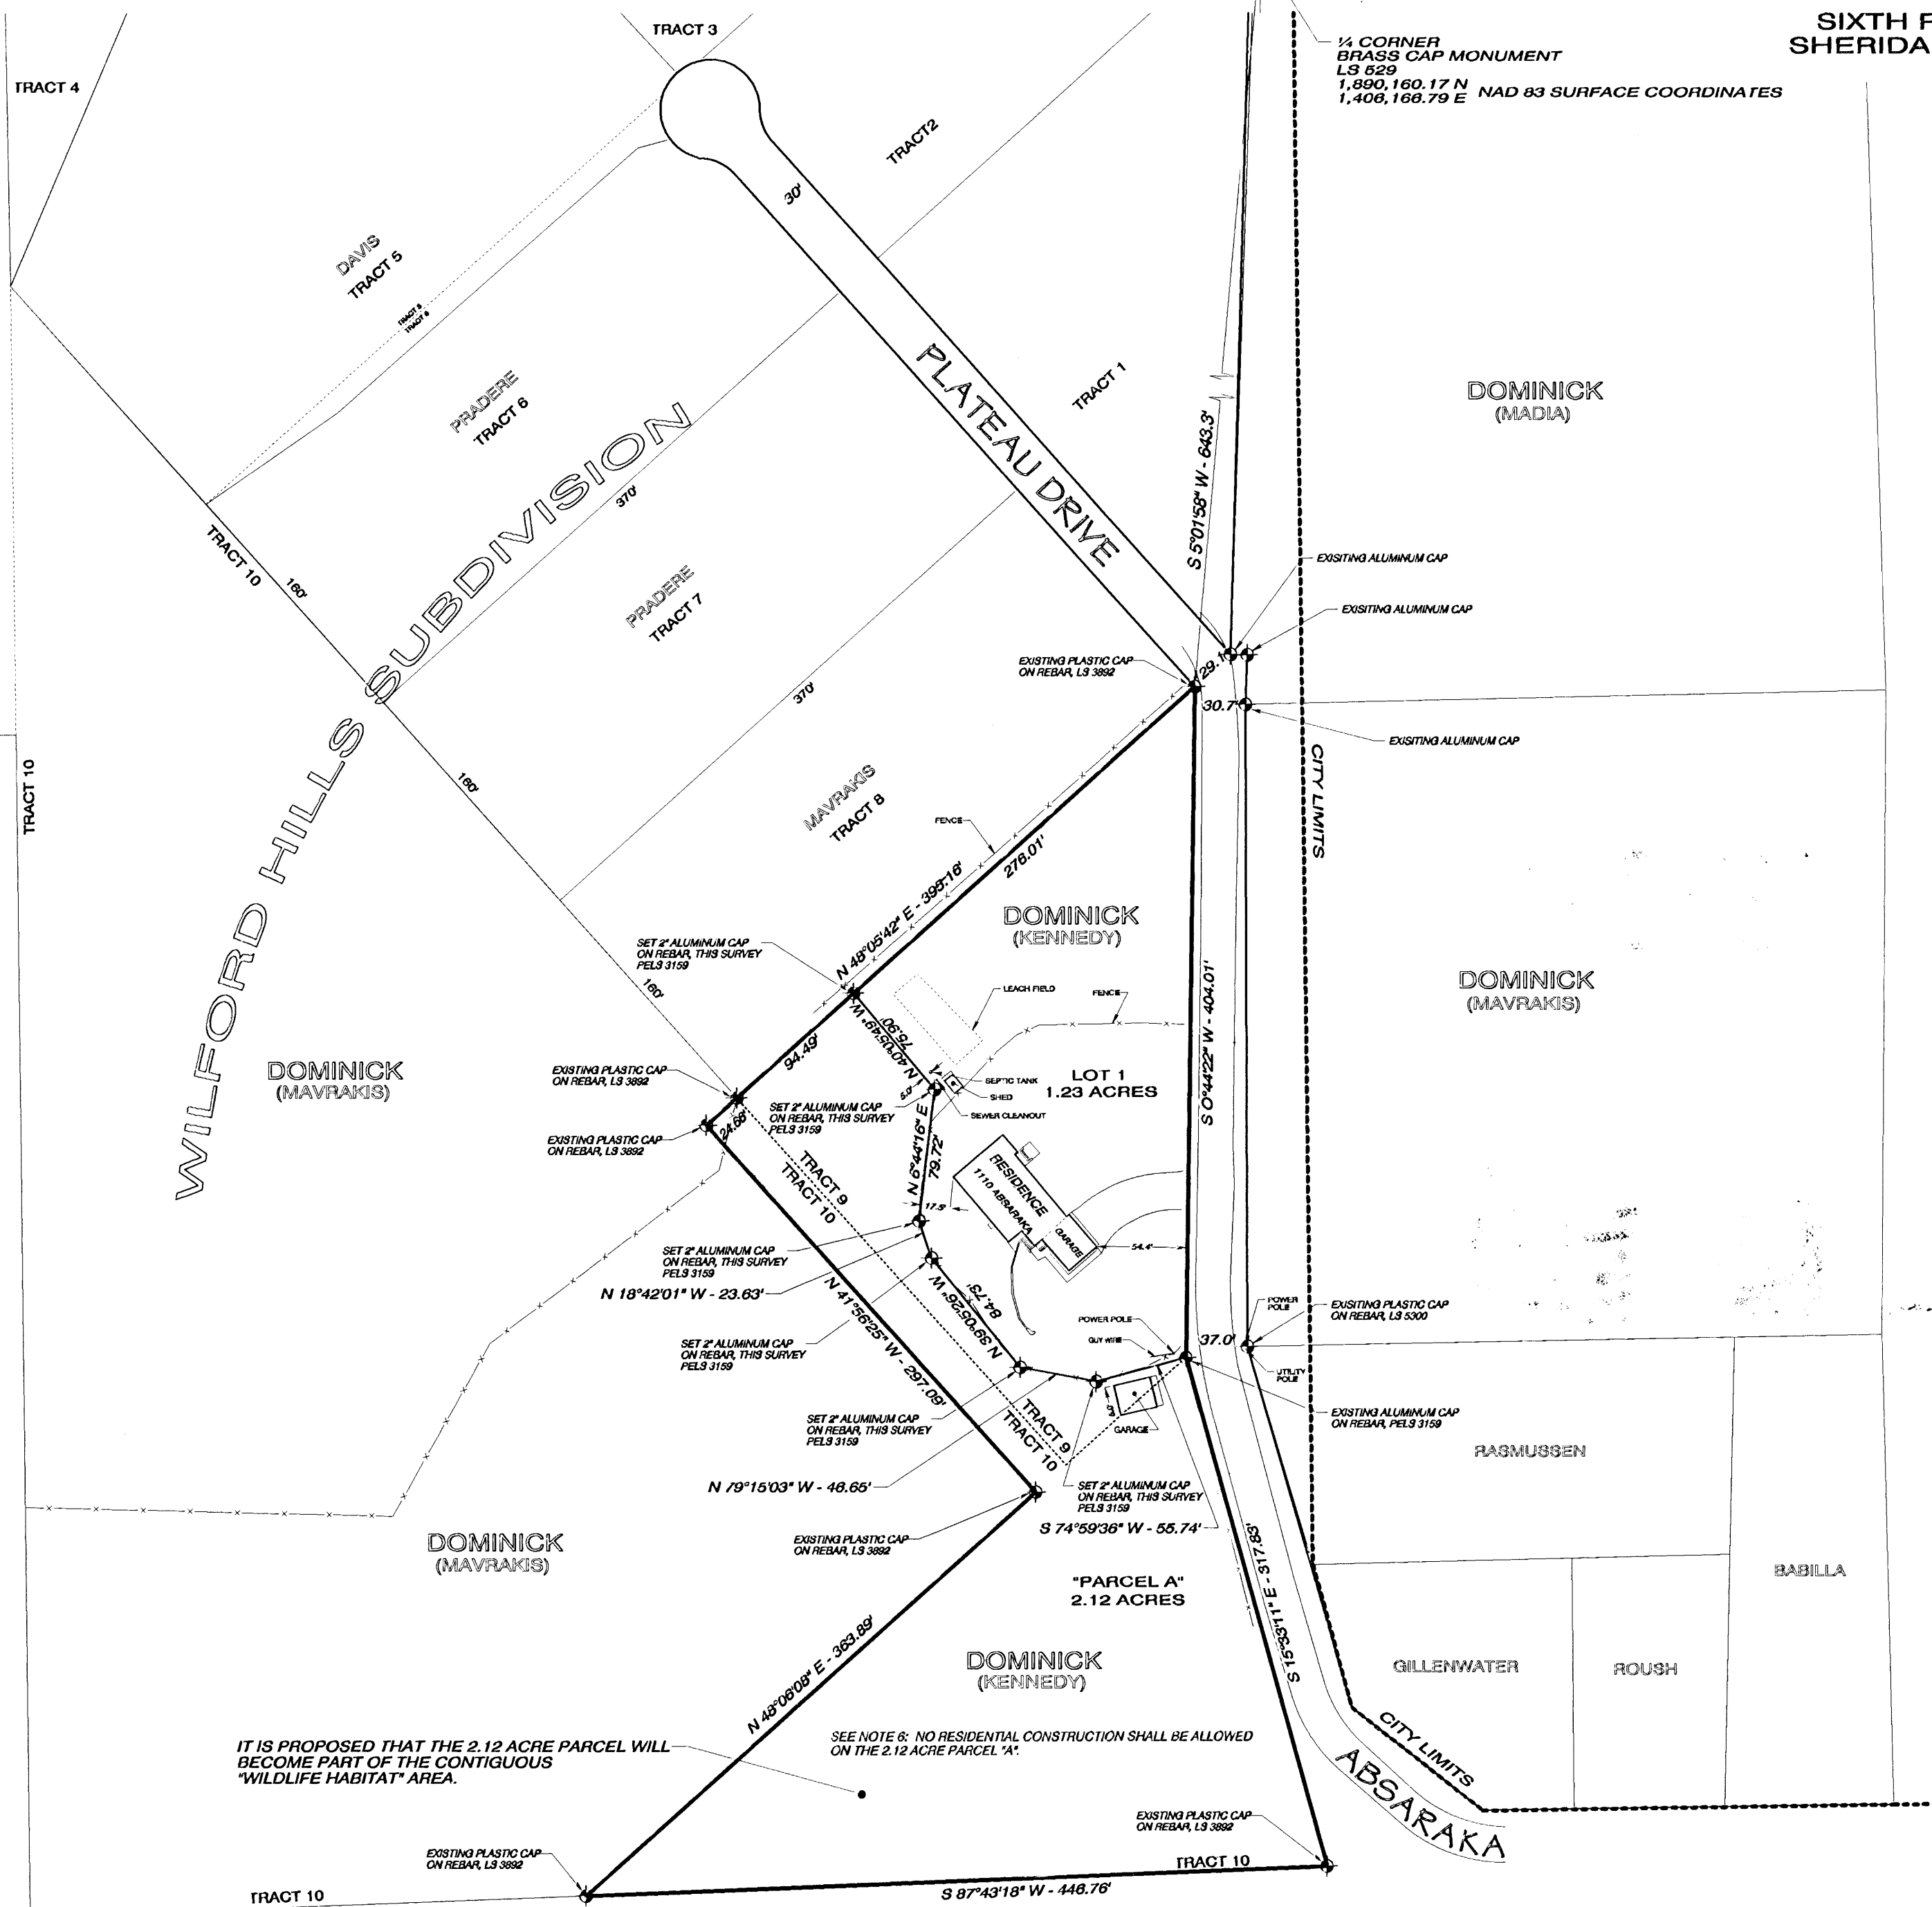 SIXTH P
SHERIDA
TRACT 3
TRACT 4
1/4 CORNER
BRASS CAP MONUMENT
LS 529
1,890,160.17 N
1,406,166.79 E NAD 83 SURFACE COORDINATES
TRACT2
30'
DAVIS
TRACT 5
TRACT 5
TRACT 6
PRADERE
TRACT 6
PLATEAU DRIVE
TRACT 1
S 5°01'58" W - 643.3'
DOMINICK
(MADIA)
WILFORD HILLS SUBDIVISION
370'
TRACT 10
160'
PRADERE
TRACT 7
370'
160'
EXISITING ALUMINUM CAP
EXISITING ALUMINUM CAP
EXISTING PLASTIC CAP
ON REBAR, LS 3892
29.1
30.7'
EXISITING ALUMINUM CAP
CITY LIMITS
TRACT 10
MAVRAKIS
TRACT 8
FENCE
276.01'
N 48°05'42" E - 395.16'
DOMINICK
(KENNEDY)
SET 2" ALUMINUM CAP
ON REBAR, THIS SURVEY
PELS 3159
160'
LEACH FIELD
FENCE
S 0°44'22" W - 404.01'
DOMINICK
(MAVRAKIS)
DOMINICK
(MAVRAKIS)
94.49'
N 40°05'49" W
75.90'
EXISTING PLASTIC CAP
ON REBAR, LS 3892
SEPTIC TANK
SHED
SEWER CLEANOUT
5.0'
LOT 1
1.23 ACRES
SET 2" ALUMINUM CAP
ON REBAR, THIS SURVEY
PELS 3159
24.66'
EXISTING PLASTIC CAP
ON REBAR, LS 3892
N 6°44'16" E
79.72'
TRACT 9
TRACT 10
RESIDENCE
1110 ABSARAKA
GARAGE
17.5'
54.4'
SET 2" ALUMINUM CAP
ON REBAR, THIS SURVEY
PELS 3159
N 18°42'01" W - 23.63'
N 41°56'25" W - 297.09'
N 39°05'26" W
84.73'
SET 2" ALUMINUM CAP
ON REBAR, THIS SURVEY
PELS 3159
POWER POLE
GUY WIRE
37.0'
POWER
POLE
EXISITING PLASTIC CAP
ON REBAR, LS 5300
UTILITY
POLE
EXISTING ALUMINUM CAP
ON REBAR, PELS 3159
SET 2" ALUMINUM CAP
ON REBAR, THIS SURVEY
PELS 3159
TRACT 9
TRACT 10
GARAGE
RASMUSSEN
N 79°15'03" W - 46.65'
SET 2" ALUMINUM CAP
ON REBAR, THIS SURVEY
PELS 3159
S 74°59'36" W - 55.74'
DOMINICK
(MAVRAKIS)
EXISTING PLASTIC CAP
ON REBAR, LS 3892
"PARCEL A"
2.12 ACRES
S 15°33'11" E - 317.83'
BABILLA
N 48°06'08" E - 363.89'
DOMINICK
(KENNEDY)
GILLENWATER
ROUSH
IT IS PROPOSED THAT THE 2.12 ACRE PARCEL WILL
BECOME PART OF THE CONTIGUOUS
"WILDLIFE HABITAT" AREA.
SEE NOTE 6: NO RESIDENTIAL CONSTRUCTION SHALL BE ALLOWED
ON THE 2.12 ACRE PARCEL "A".
CITY LIMITS
ABSARAKA
EXISTING PLASTIC CAP
ON REBAR, LS 3892
EXISTING PLASTIC CAP
ON REBAR, LS 3892
TRACT 10
TRACT 10
S 87°43'18" W - 446.76'